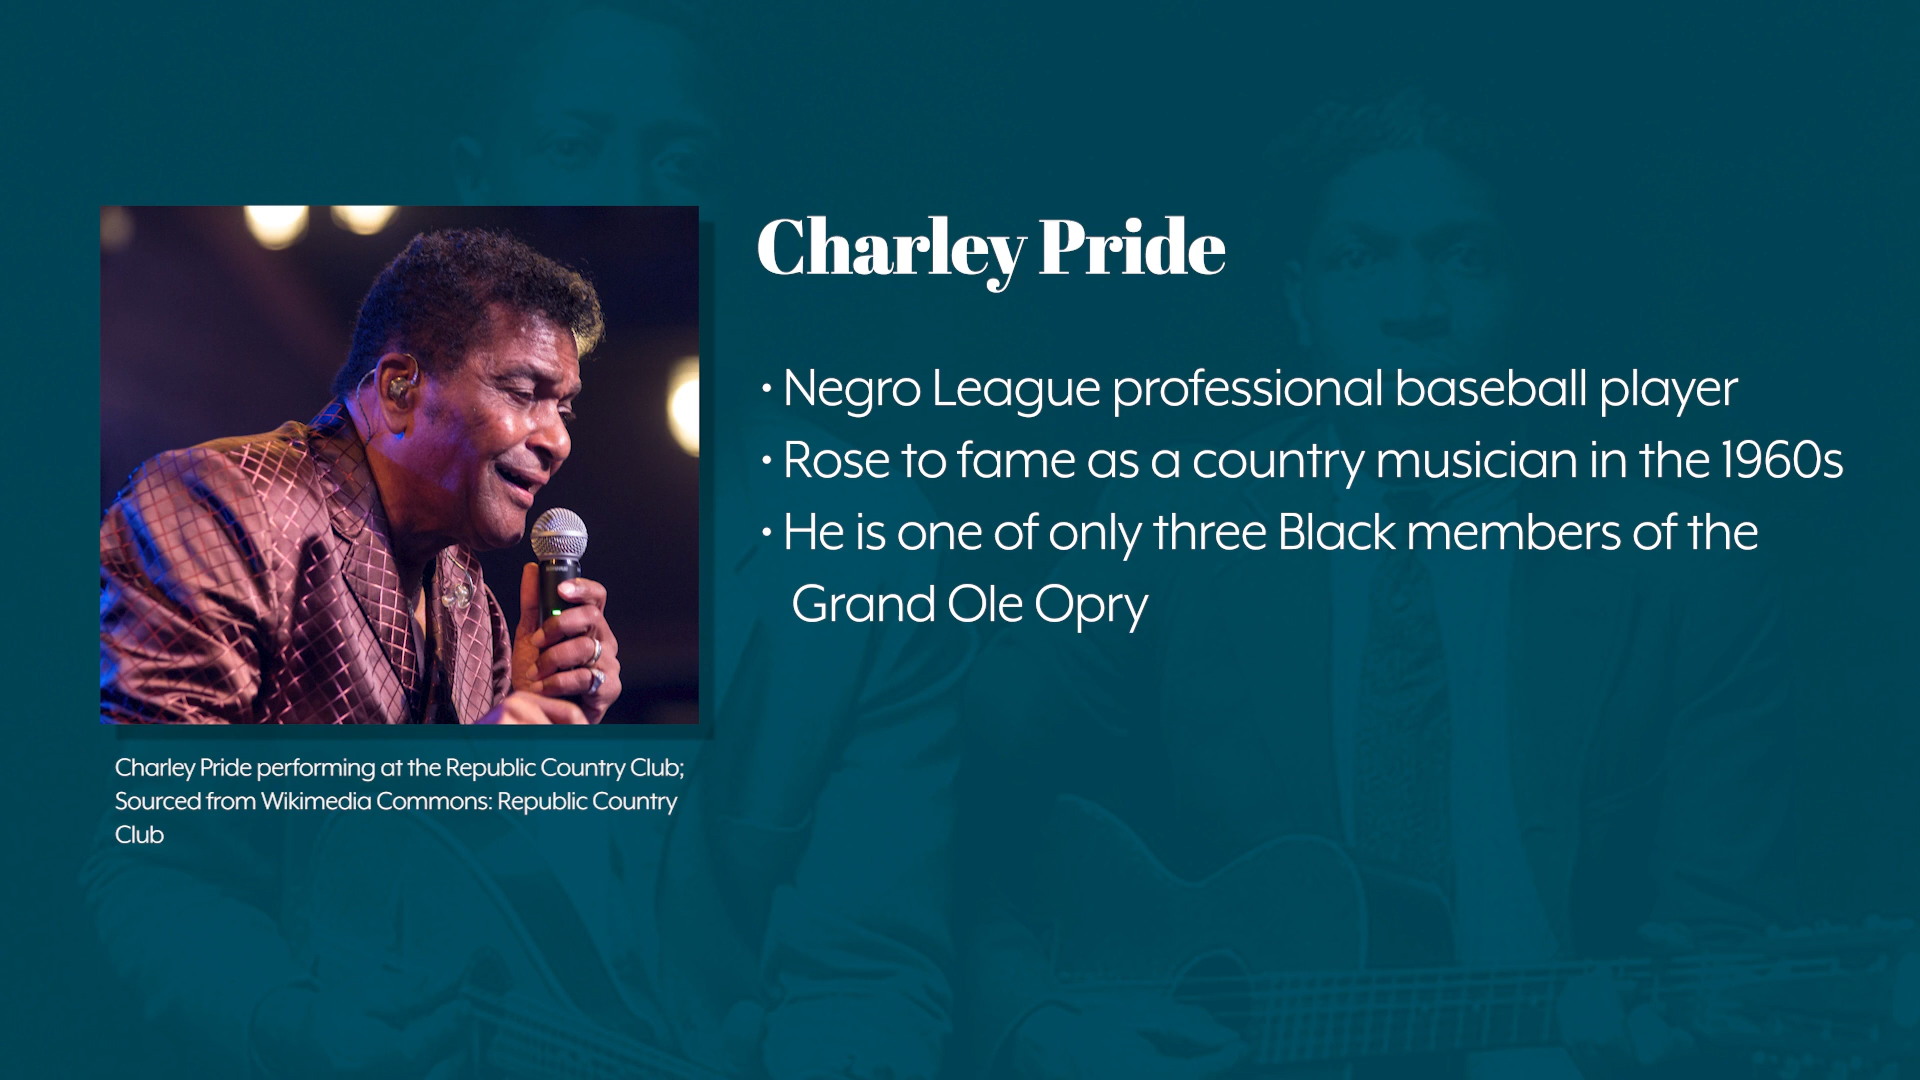 Charley Pride
• Negro League professional baseball player
• Rose to fame as a country musician in the 1960s
• He is one of only three Black members of the
Grand Ole Opry
Charley Pride performing at the Republic Country Club;
Sourced from Wikimedia Commons: Republic Country
Club